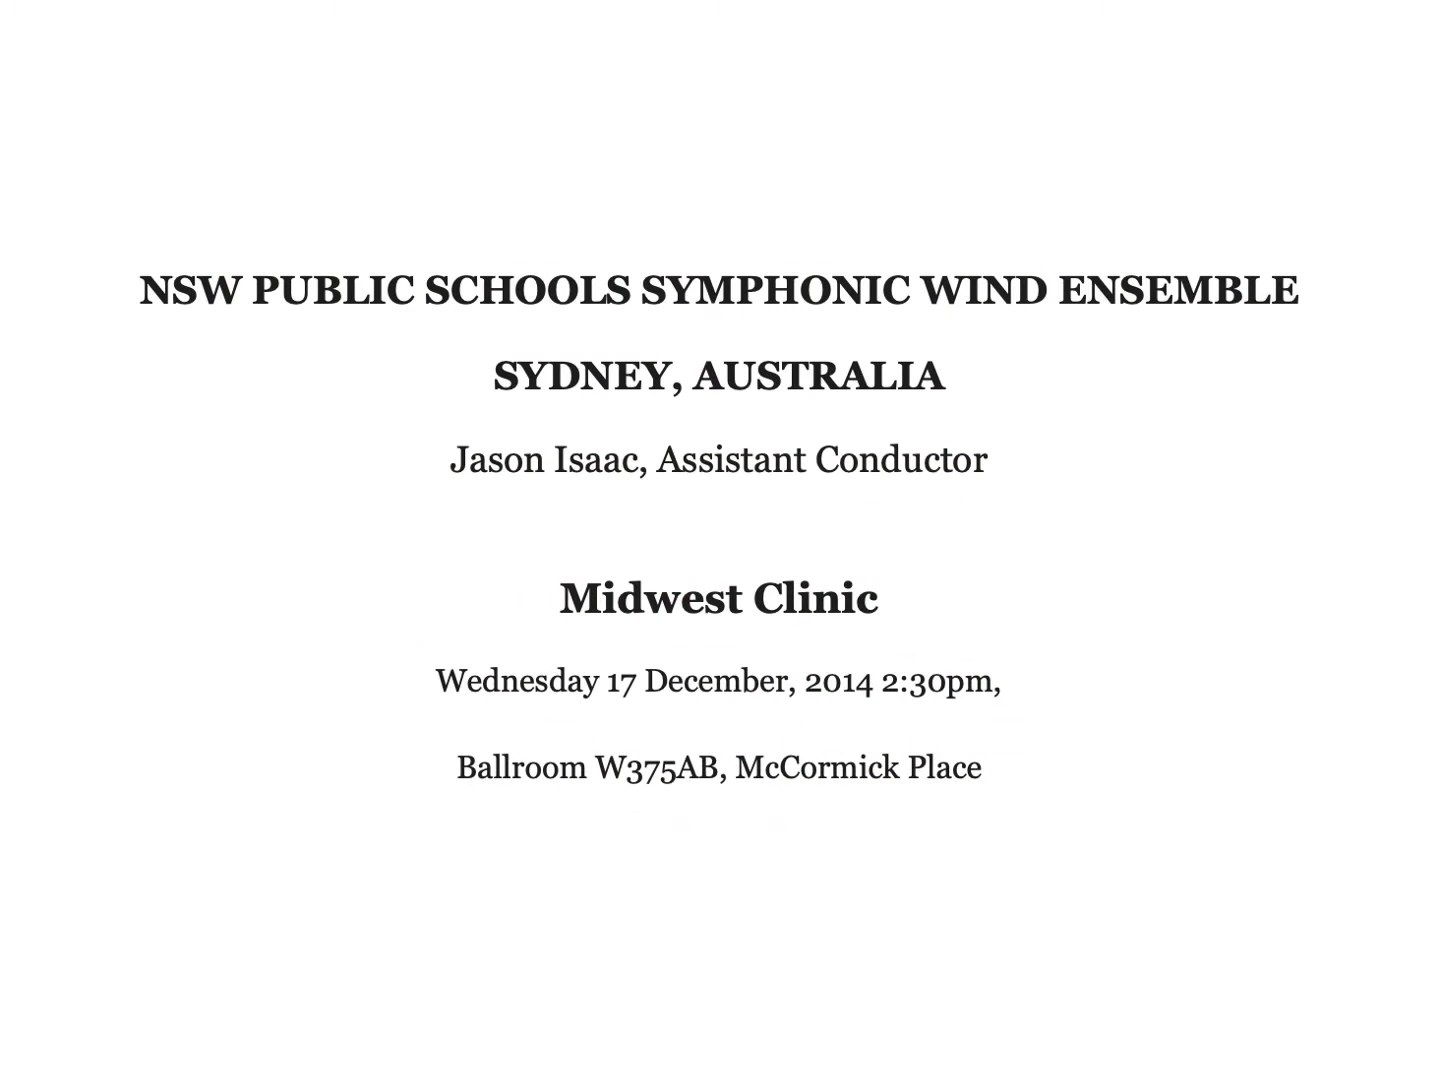 NSW PUBLIC SCHOOLS SYMPHONIC WIND ENSEMBLE
SYDNEY, AUSTRALIA
Jason Isaac, Assistant Conductor
Midwest Clinic
Wednesday 17 December, 2014 2:30pm,
Ballroom W375AB, McCormick Place